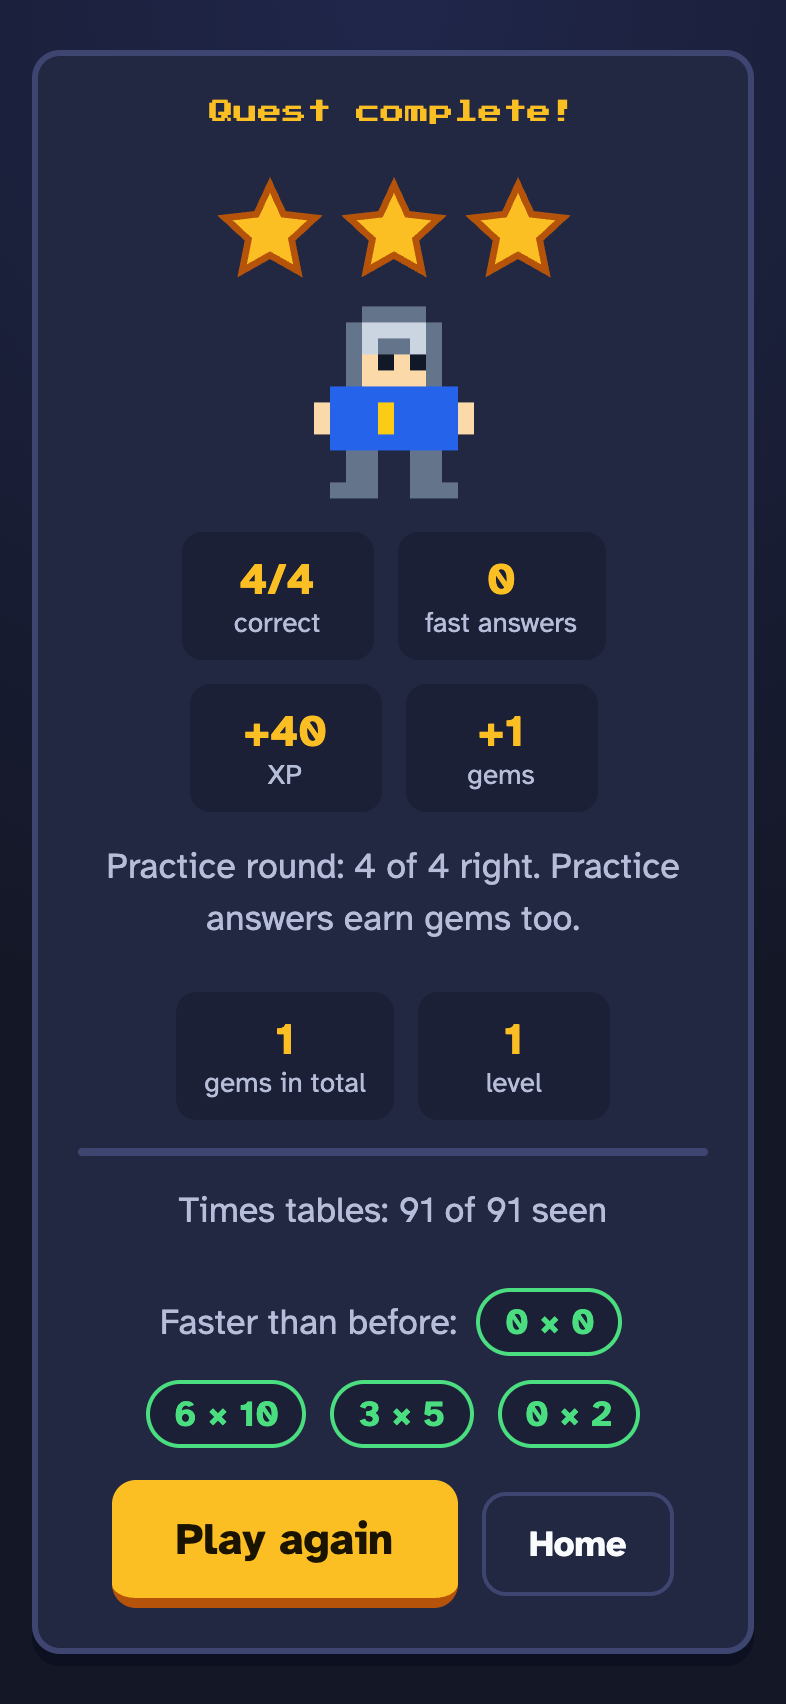 Quest complete!
4/4
correct
0
fast answers
+40
XP
+1
gems
Practice round: 4 of 4 right. Practice
answers earn gems too.
1
gems in total
1
level
Times tables: 91 of 91 seen
Faster than before: 0 × 0
6 × 10 3 × 5 0 × 2
Play again Home